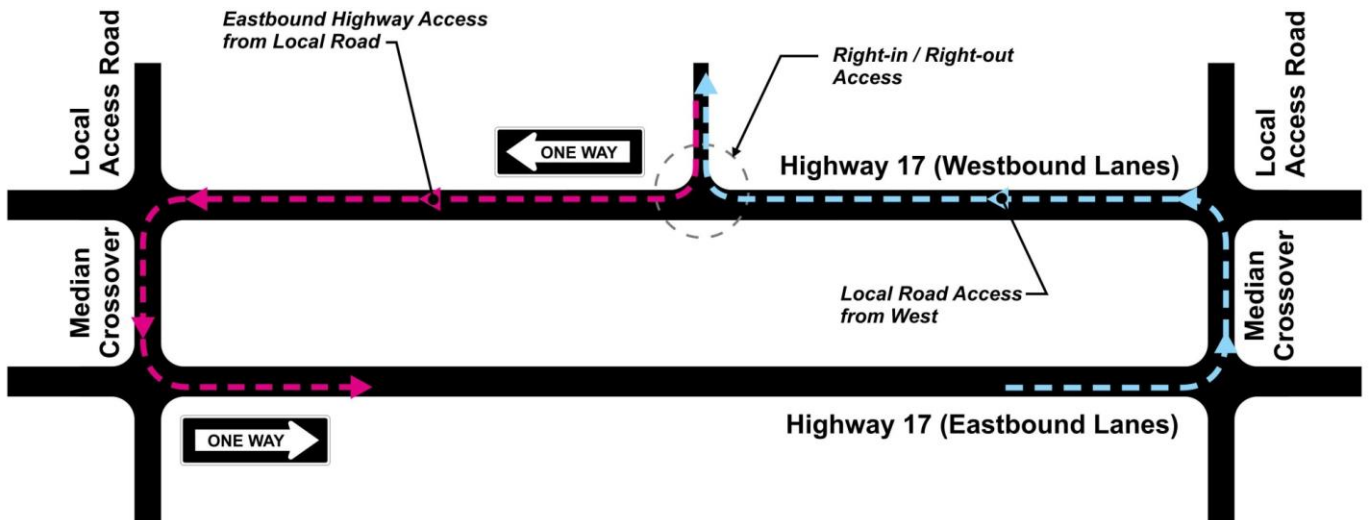 Eastbound Highway Access
from Local Road
Right-in / Right-out
Access
Local
Access Road
Local
Access Road
ONE WAY
Highway 17 (Westbound Lanes)
Median
Crossover
Local Road Access
from West
Median
Crossover
Highway 17 (Eastbound Lanes)
ONE WAY